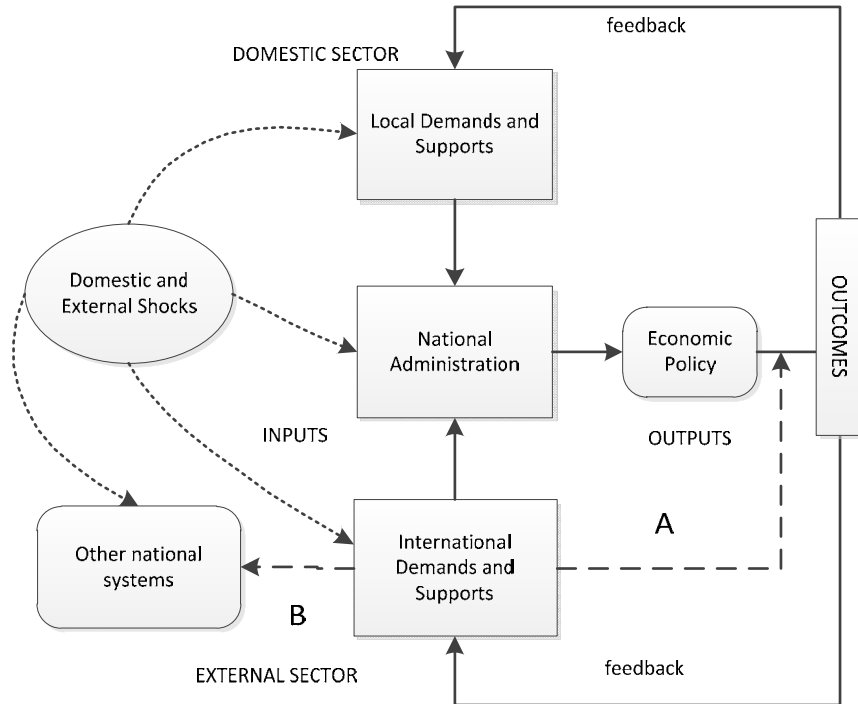 feedback
DOMESTIC SECTOR
Local Demands and
Supports
Domestic and
External Shocks
National
Administration
Economic
Policy
OUTCOMES
INPUTS
OUTPUTS
A
Other national
systems
International
Demands and
Supports
B
EXTERNAL SECTOR
feedback